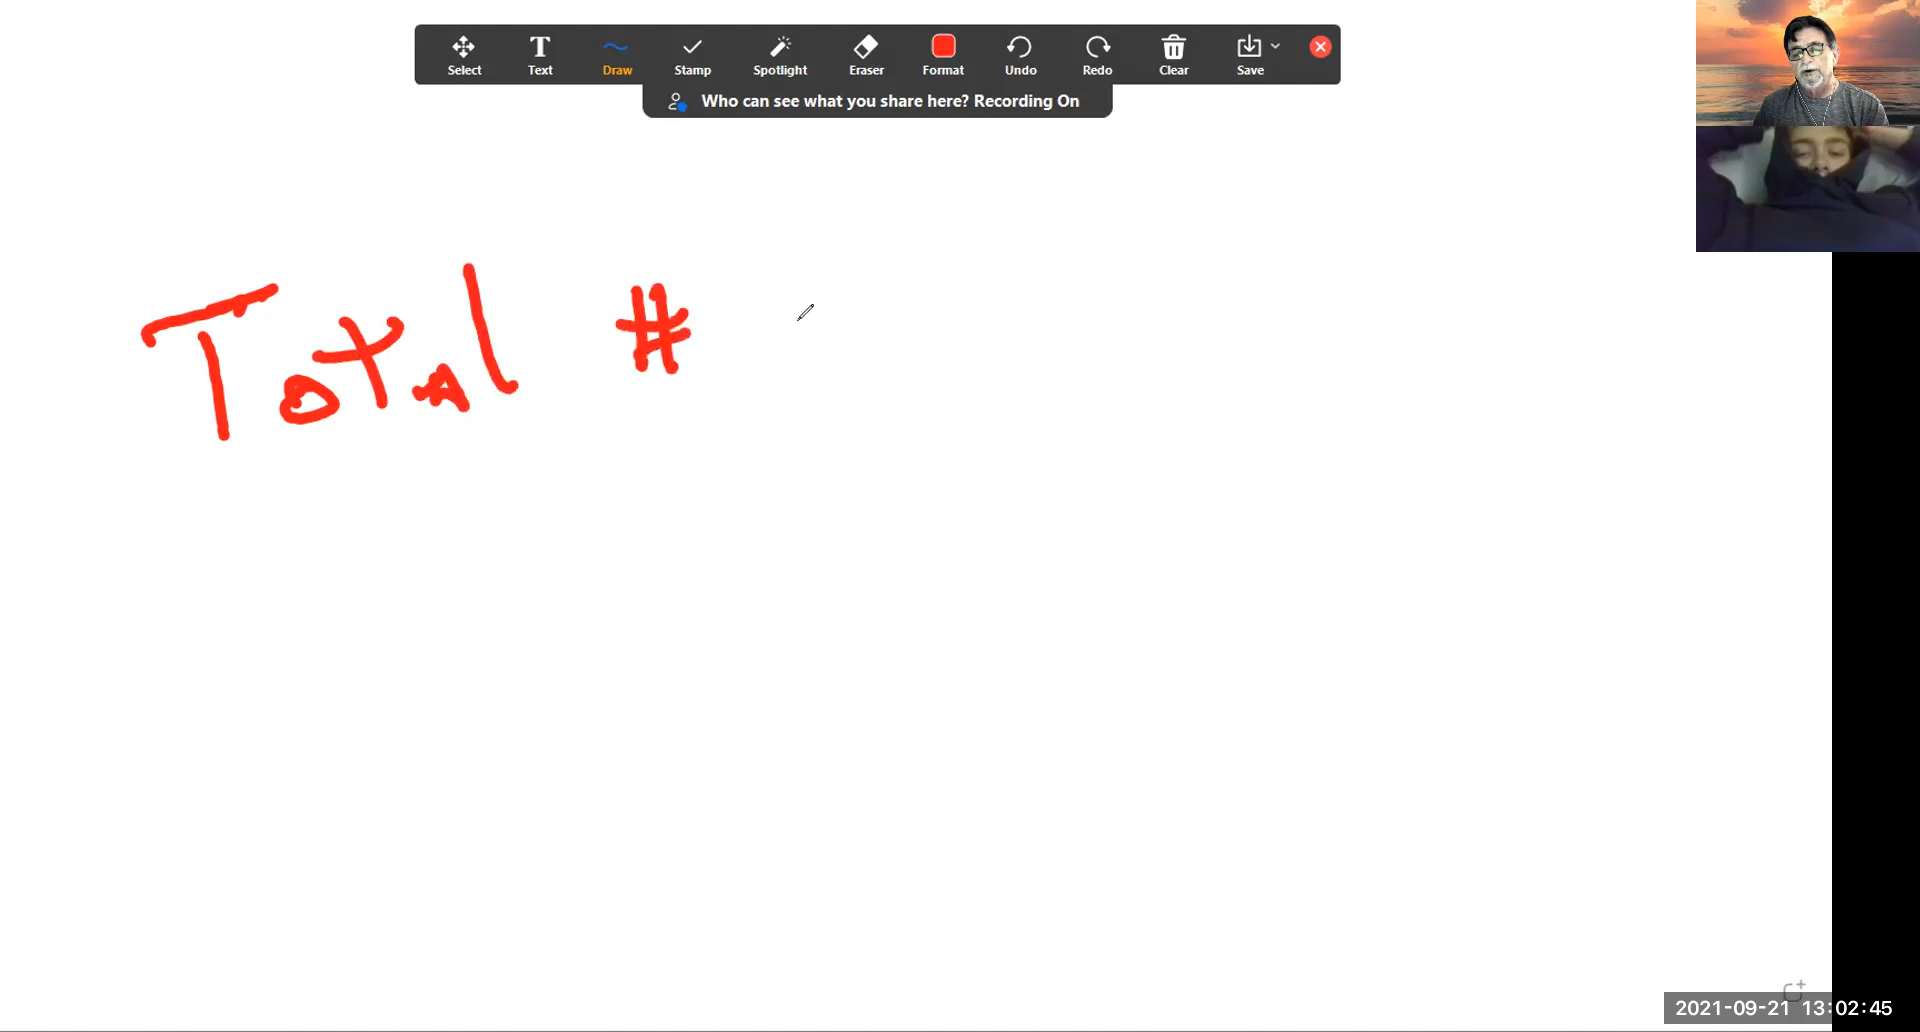 Select Text Draw Stamp Spotlight Eraser Format Undo Redo Clear Save
Who can see what you share here? Recording On
Total #
2021-09-21 13:02:45